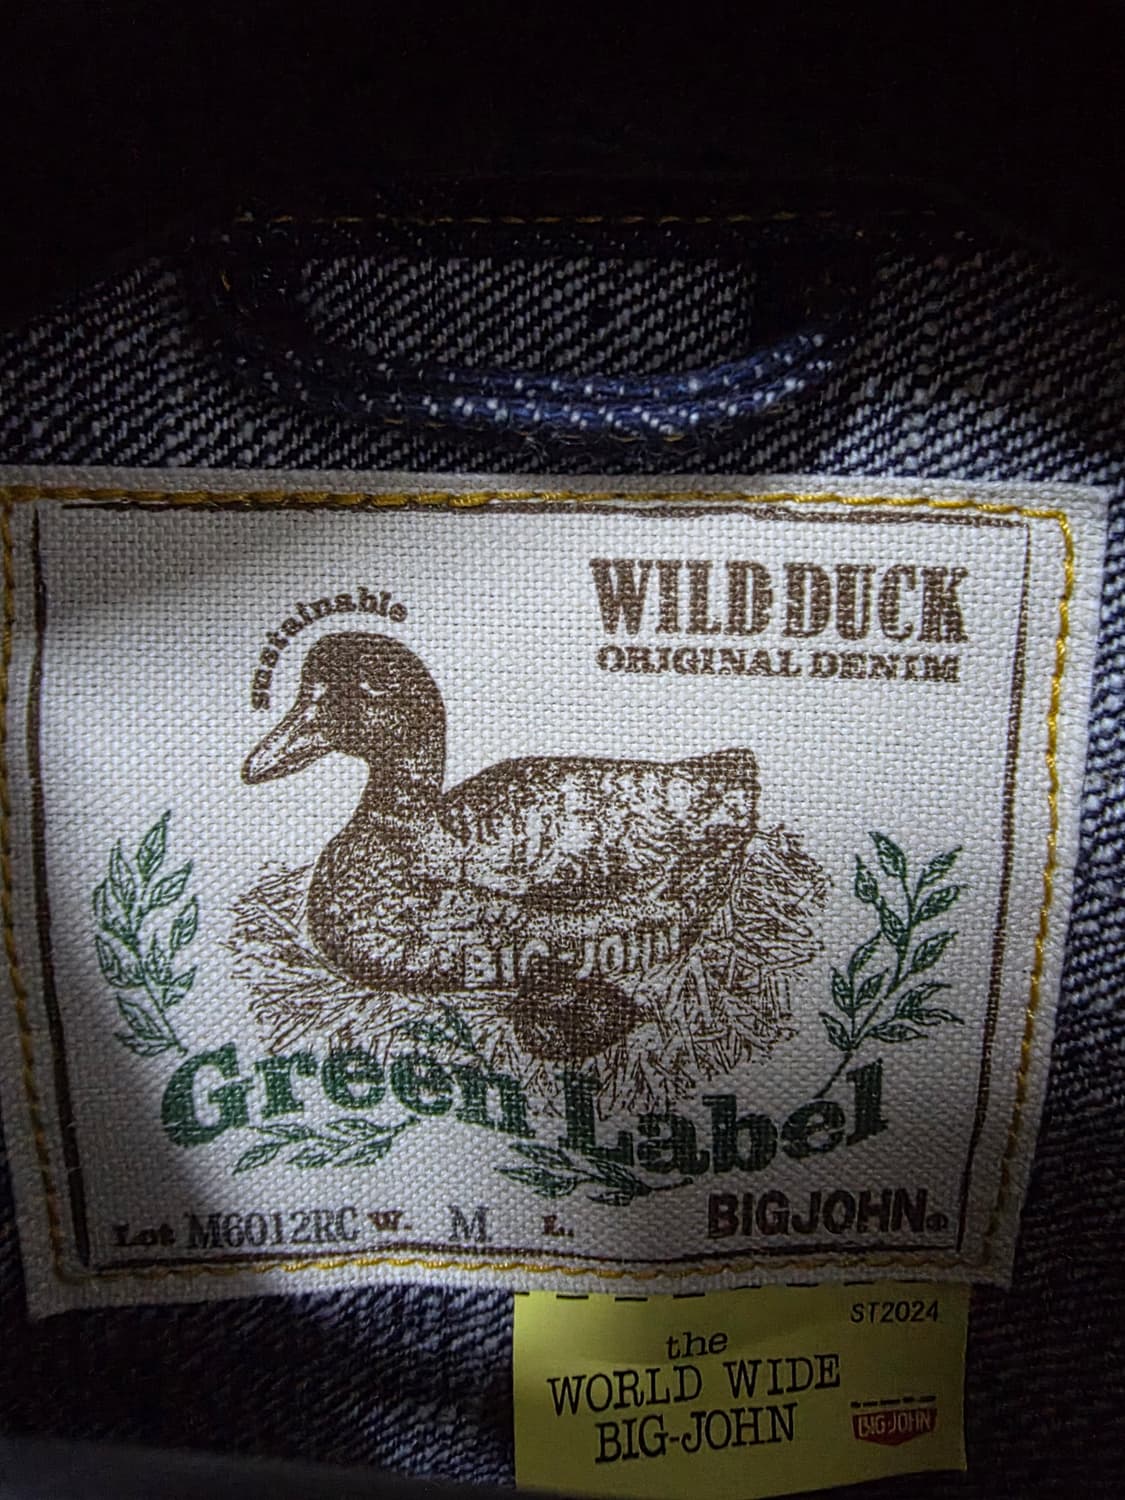 sustainable
WILD DUCK
ORIGINAL DENIM
BIG-JOHN
Green Label
BIGJOHN®
Lot M6012RC W. M L.
ST2024
the
WORLD WIDE
BIG-JOHN
BIG-JOHN